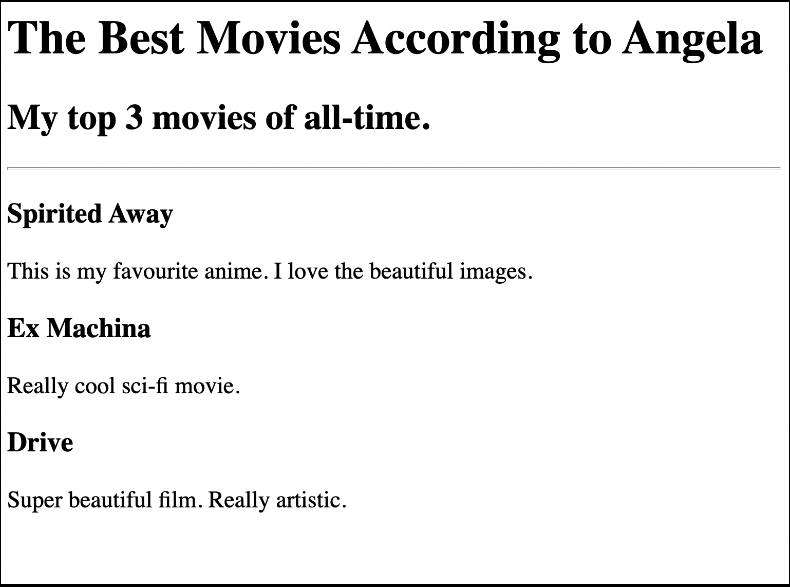 The Best Movies According to Angela
My top 3 movies of all-time.
Spirited Away
This is my favourite anime. I love the beautiful images.
Ex Machina
Really cool sci-fi movie.
Drive
Super beautiful film. Really artistic.